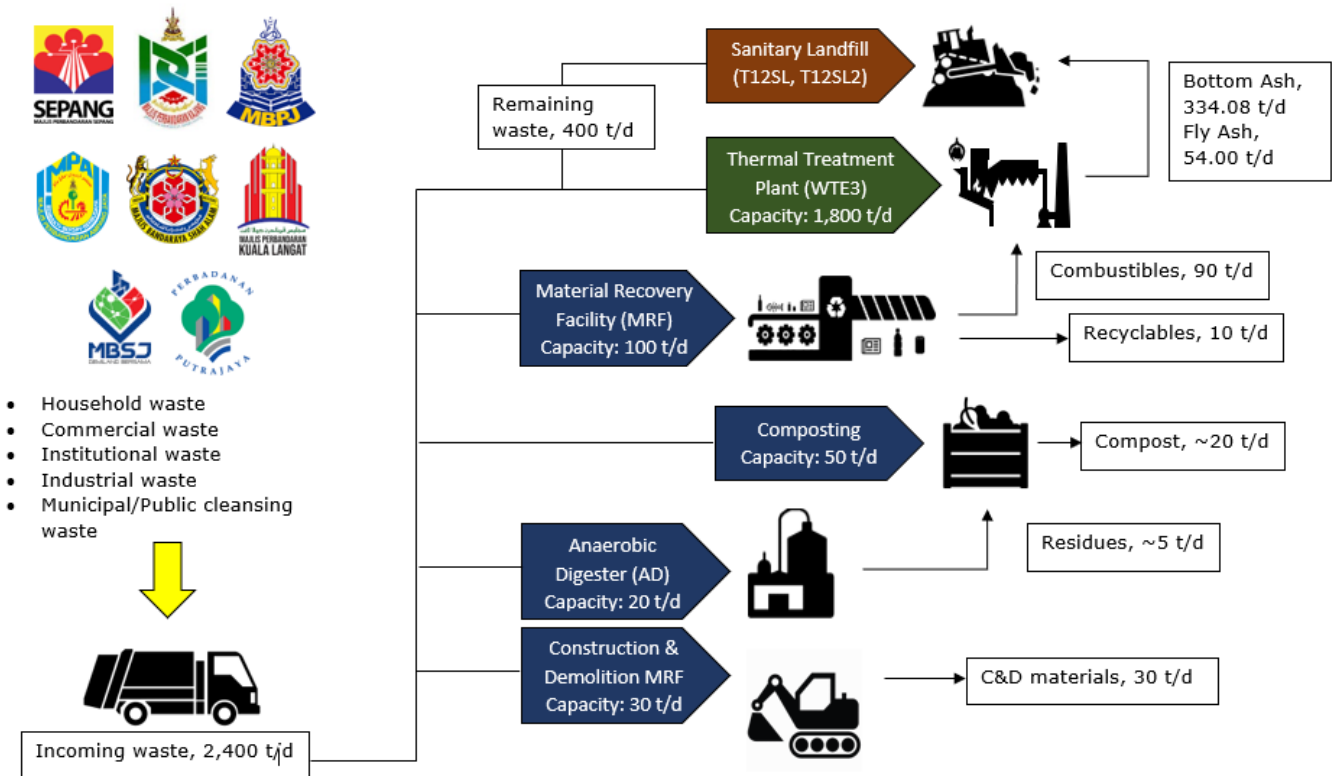 SEPANG
MAJLIS PERBANDARAN SEPANG
MBPJ
MAJLIS BANDARAYA SHAH ALAM
MAJLIS PERBANDARAN
KUALA LANGAT
MBSJ
PERBADANAN
PUTRAJAYA
• Household waste
• Commercial waste
• Institutional waste
• Industrial waste
• Municipal/Public cleansing
waste
Incoming waste, 2,400 t/d
Remaining
waste, 400 t/d
Sanitary Landfill
(T12SL, T12SL2)
Bottom Ash,
334.08 t/d
Fly Ash,
54.00 t/d
Thermal Treatment
Plant (WTE3)
Capacity: 1,800 t/d
Combustibles, 90 t/d
Material Recovery
Facility (MRF)
Capacity: 100 t/d
Recyclables, 10 t/d
Composting
Capacity: 50 t/d
Compost, ~20 t/d
Anaerobic
Digester (AD)
Capacity: 20 t/d
Residues, ~5 t/d
Construction &
Demolition MRF
Capacity: 30 t/d
C&D materials, 30 t/d